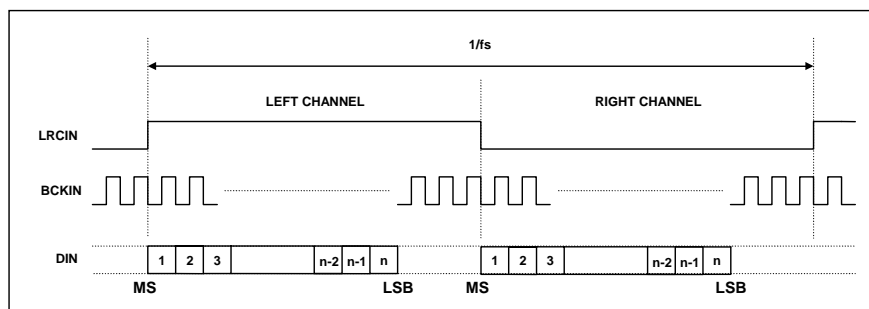 1/fs
LEFT CHANNEL RIGHT CHANNEL
LRCIN
BCKIN
DIN 1 2 3 n-2 n-1 n 1 2 3 n-2 n-1 n
MS LSB MS LSB